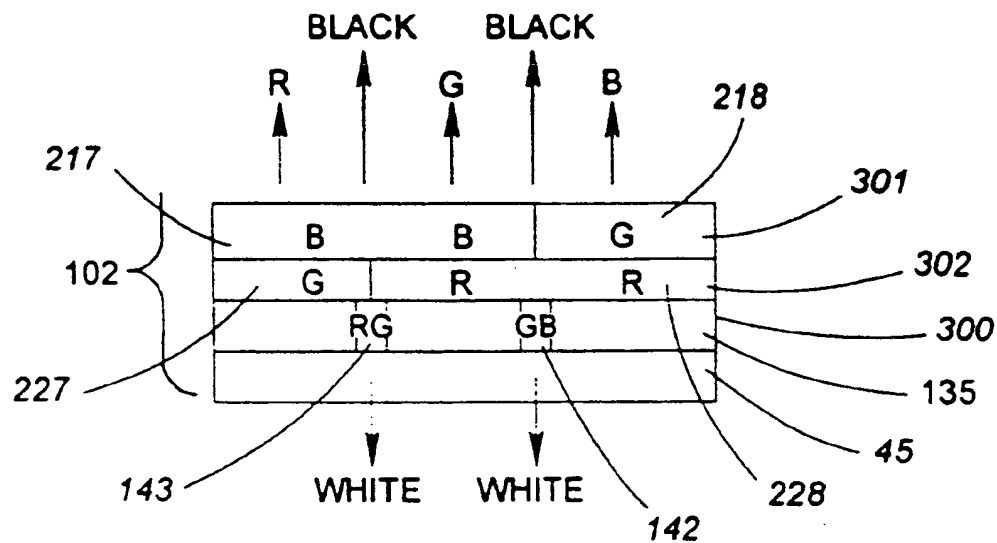 BLACK BLACK
R G B
218
217
301
B B G
102
302
G R R
RG GB
300
227
135
45
143
WHITE WHITE
228
142